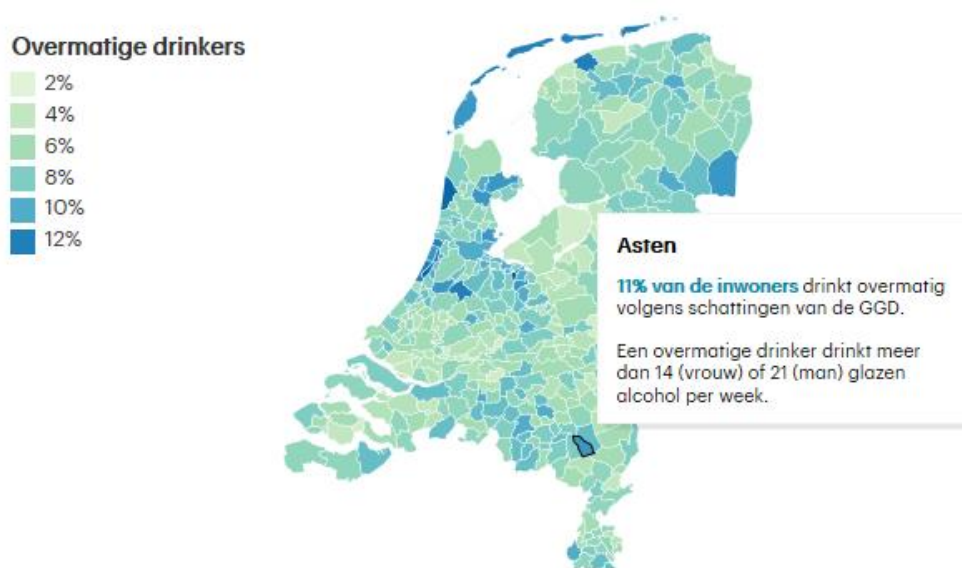 Overmatige drinkers
2%
4%
6%
8%
10%
12%
Asten
11% van de inwoners drinkt overmatig
volgens schattingen van de GGD.
Een overmatige drinker drinkt meer
dan 14 (vrouw) of 21 (man) glazen
alcohol per week.